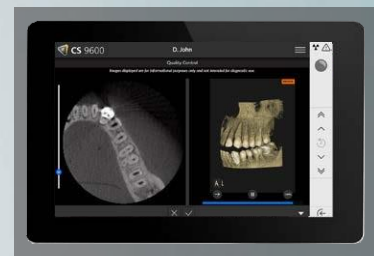 CS 9600
D. John
Quality Control
Images displayed are for informational purposes only and not intended for diagnostic use.